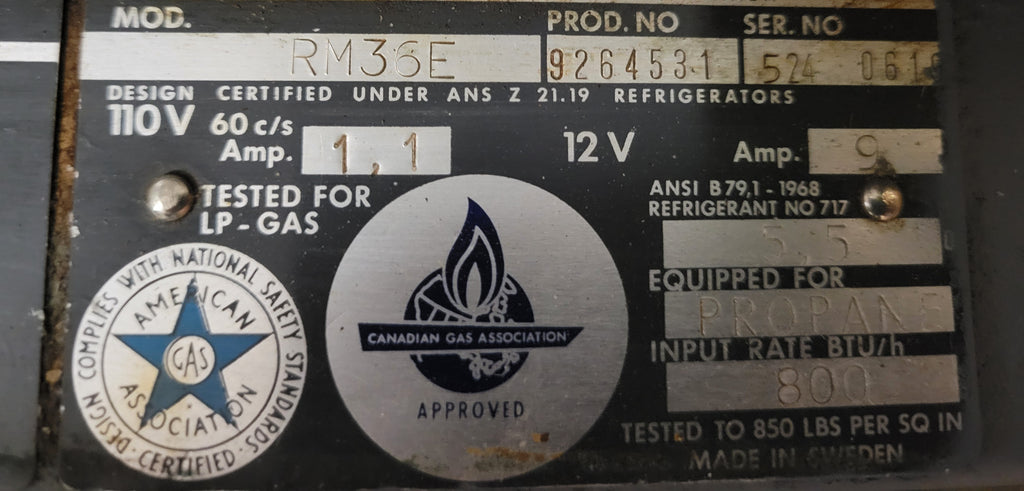 MOD. PROD. NO SER. NO
RM36E 9264531 524 061
DESIGN CERTIFIED UNDER ANS Z 21.19 REFRIGERATORS
110V 60 c/s Amp. 1,1 12 V Amp. 9
TESTED FOR
LP-GAS
ANSI B 79,1 - 1968
REFRIGERANT NO 717
5,5
EQUIPPED FOR
PROPANE
INPUT RATE BTU/h
800
TESTED TO 850 LBS PER SQ IN
MADE IN SWEDEN
DESIGN COMPLIES WITH NATIONAL SAFETY STANDARDS
· CERTIFIED ·
AMERICAN
GAS
ASSOCIATION
CANADIAN GAS ASSOCIATION
APPROVED